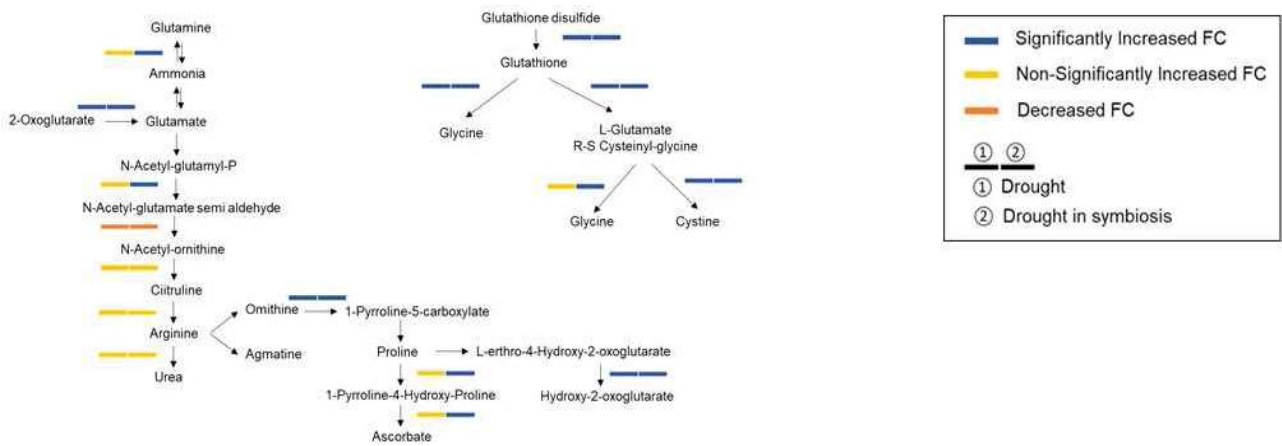 Glutamine
Ammonia
2-Oxoglutarate
Glutamate
N-Acetyl-glutamyl-P
N-Acetyl-glutamate semi aldehyde
N-Acetyl-ornithine
Ciitruline
Arginine
Urea
Ornithine
Agmatine
1-Pyrroline-5-carboxylate
Proline
L-erthro-4-Hydroxy-2-oxoglutarate
1-Pyrroline-4-Hydroxy-Proline
Hydroxy-2-oxoglutarate
Ascorbate
Glutathione disulfide
Glutathione
Glycine
L-Glutamate
R-S Cysteinyl-glycine
Glycine
Cystine
Significantly Increased FC
Non-Significantly Increased FC
Decreased FC
① ②
① Drought
② Drought in symbiosis